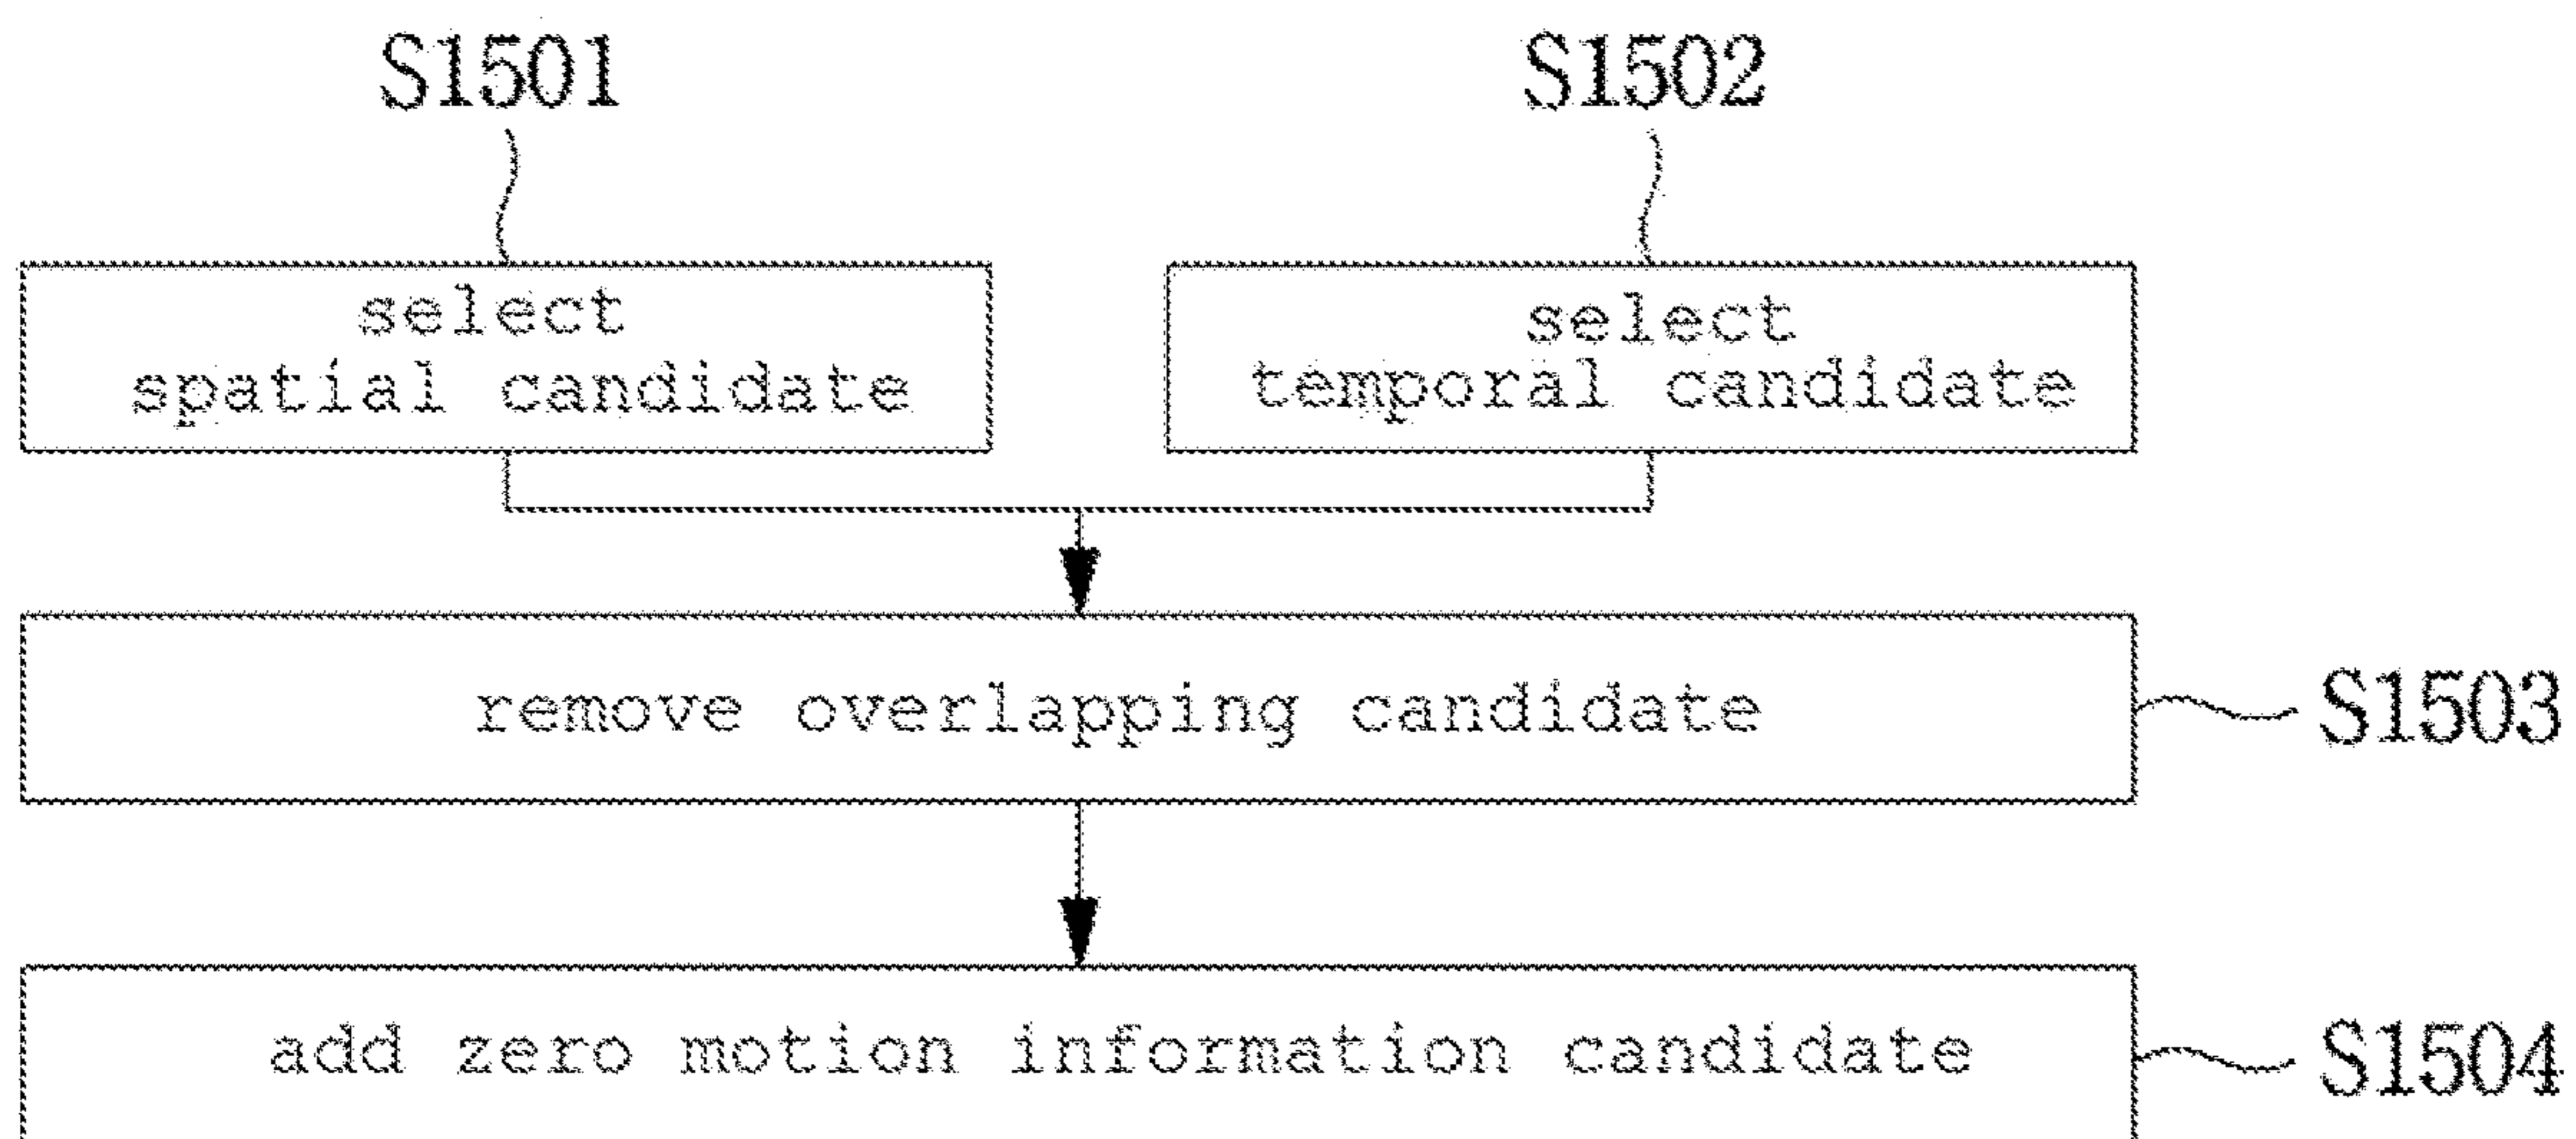 S1501
S1502
select
spatial candidate
select
temporal candidate
remove overlapping candidate
S1503
add zero motion information candidate
S1504